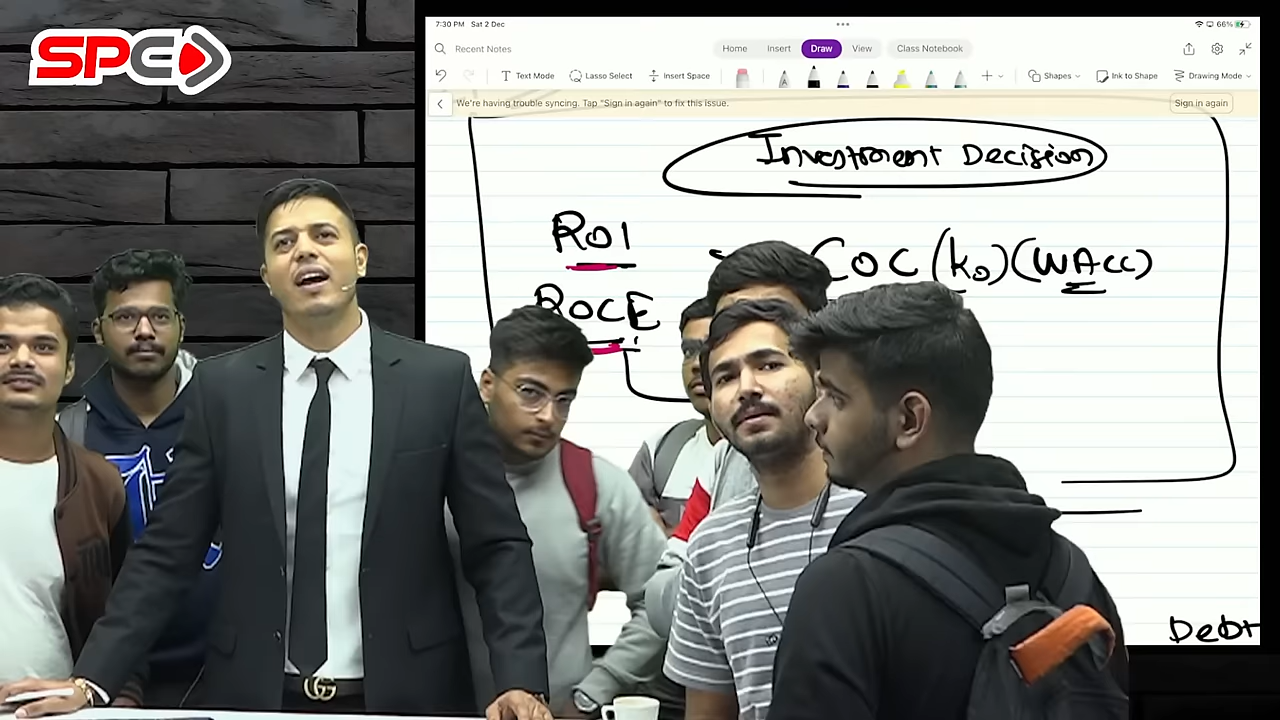 SPC
7:30 PM Sat 2 Dec
66%
Recent Notes
Home Insert Draw View Class Notebook
Text Mode Lasso Select Insert Space Shapes Ink to Shape Drawing Mode
We're having trouble syncing. Tap "Sign in again" to fix this issue. Sign in again
Investment Decision
ROI
COC (ko) (WACC)
ROCE
Debt